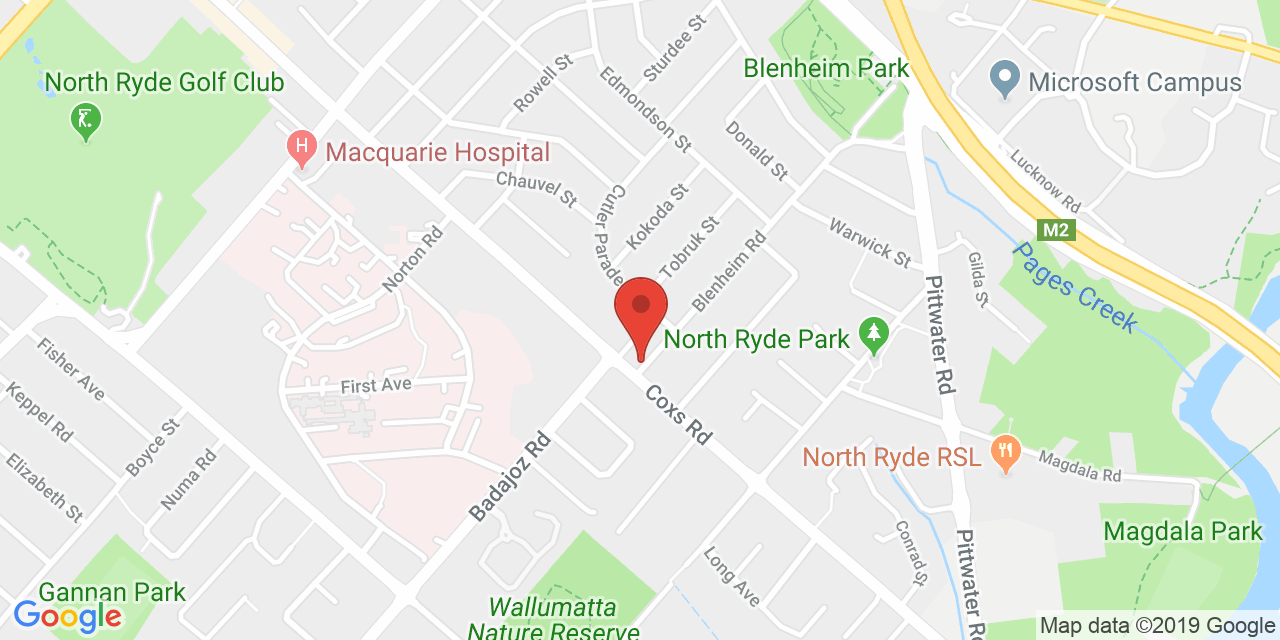 Sturdee St
Blenheim Park
North Ryde Golf Club
Rowell St
Edmondson St
Microsoft Campus
Donald St
Macquarie Hospital
Lucknow Rd
Chauvel St
Cutler Parade
Kokoda St
M2
Norton Rd
Tobruk St
Warwick St
Blenheim Rd
Gilda St
Pages Creek
Pittwater Rd
North Ryde Park
Fisher Ave
First Ave
Keppel Rd
Coxs Rd
Boyce St
North Ryde RSL
Magdala Rd
Badajoz Rd
Numa Rd
Elizabeth St
Magdala Park
Conrad St
Pittwater Rd
Long Ave
Gannan Park
Wallumatta
Nature Reserve
Google
Map data ©2019 Google